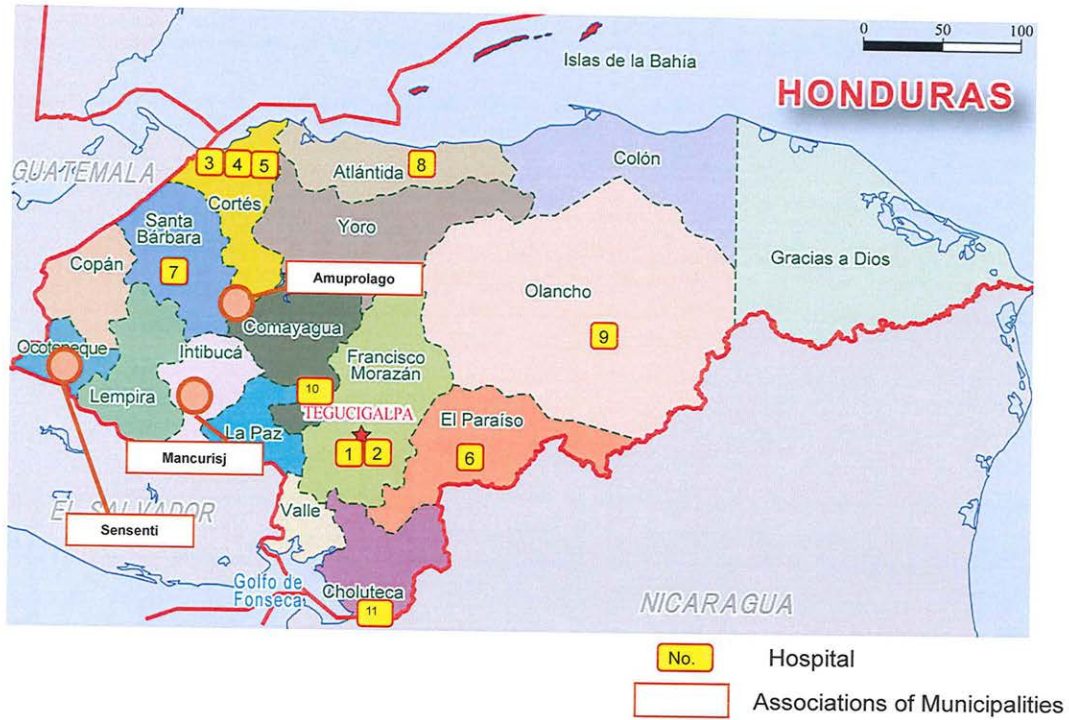 0 50 100
Islas de la Bahía
HONDURAS
GUATEMALA
3 4 5
Atlántida
8
Colón
Cortés
Yoro
Santa
Bárbara
Copán
7
Amuprolago
Gracias a Dios
Olancho
Comayagua
9
Ocotepeque
Intibucá
Francisco
Morazán
Lempira
10
TEGUCIGALPA
El Paraíso
La Paz
1 2
6
Mancurisj
EL SALVADOR
Valle
Sensenti
Golfo de
Fonseca
Choluteca
11
NICARAGUA
No. Hospital
Associations of Municipalities